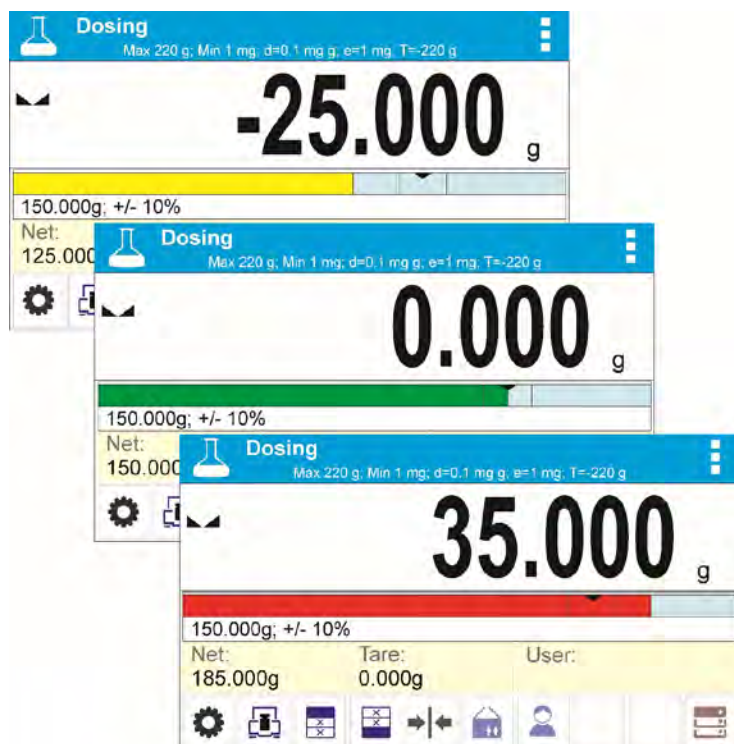 Dosing
Max 220 g; Min 1 mg; d=0.1 mg g; e=1 mg; T=-220 g
-25.000 g
150.000g; +/- 10%
Net:
125.000
Dosing
Max 220 g; Min 1 mg; d=0.1 mg g; e=1 mg; T=-220 g
0.000 g
150.000g; +/- 10%
Net:
150.000
Dosing
Max 220 g; Min 1 mg; d=0.1 mg g; e=1 mg; T=-220 g
35.000 g
150.000g; +/- 10%
Net: Tare: User:
185.000g 0.000g